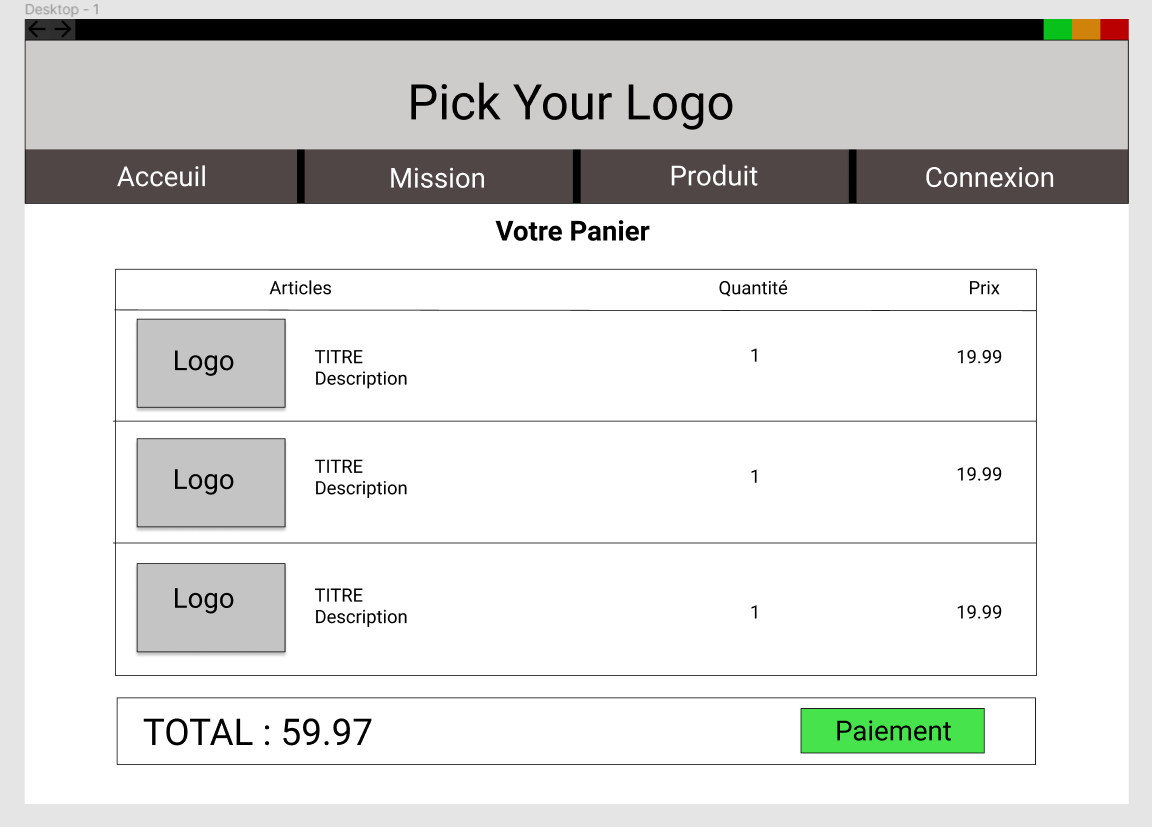 Desktop - 1
Pick Your Logo
Acceuil Mission Produit Connexion
Votre Panier
Articles Quantité Prix
Logo
TITRE
Description
1
19.99
Logo
TITRE
Description
1
19.99
Logo
TITRE
Description
1
19.99
TOTAL : 59.97
Paiement